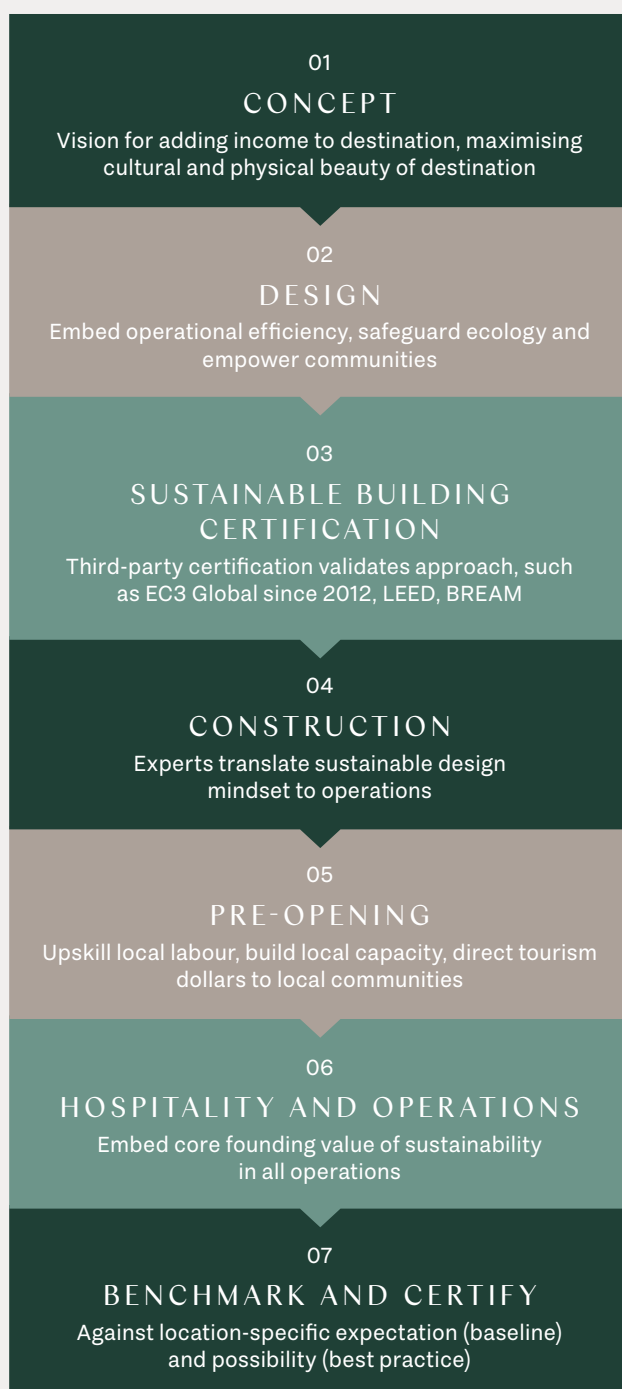 01
CONCEPT
Vision for adding income to destination, maximising
cultural and physical beauty of destination
02
DESIGN
Embed operational efficiency, safeguard ecology and
empower communities
03
SUSTAINABLE BUILDING
CERTIFICATION
Third-party certification validates approach, such
as EC3 Global since 2012, LEED, BREAM
04
CONSTRUCTION
Experts translate sustainable design
mindset to operations
05
PRE-OPENING
Upskill local labour, build local capacity, direct tourism
dollars to local communities
06
HOSPITALITY AND OPERATIONS
Embed core founding value of sustainability
in all operations
07
BENCHMARK AND CERTIFY
Against location-specific expectation (baseline)
and possibility (best practice)